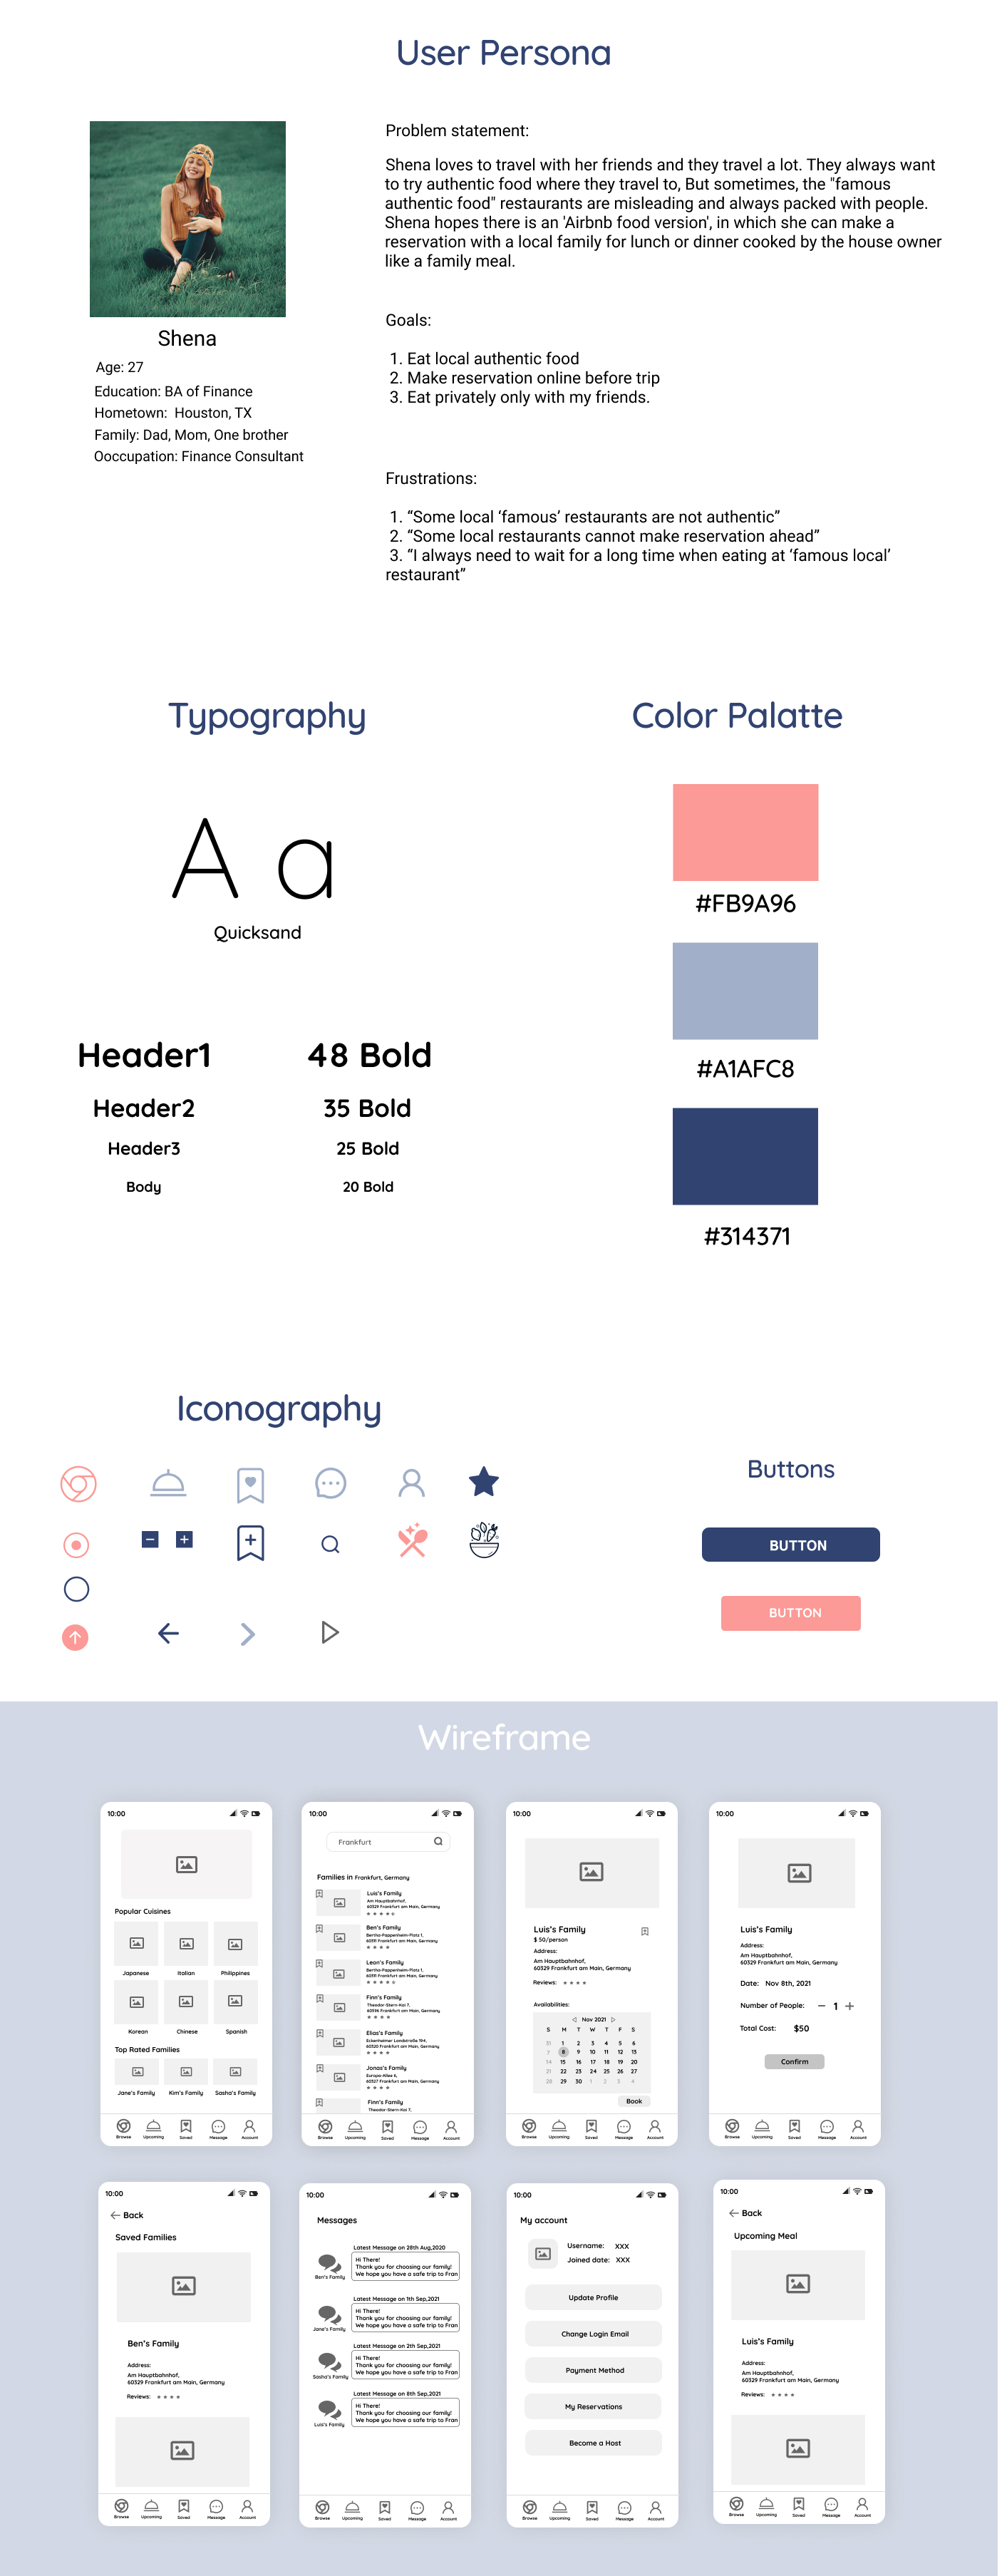 User Persona
Problem statement:
Shena loves to travel with her friends and they travel a lot. They always want
to try authentic food where they travel to, But sometimes, the "famous
authentic food" restaurants are misleading and always packed with people.
Shena hopes there is an 'Airbnb food version', in which she can make a
reservation with a local family for lunch or dinner cooked by the house owner
like a family meal.
Shena
Age: 27
Education: BA of Finance
Hometown: Houston, TX
Family: Dad, Mom, One brother
Ooccupation: Finance Consultant
Goals:
1. Eat local authentic food
2. Make reservation online before trip
3. Eat privately only with my friends.
Frustrations:
1. “Some local ‘famous’ restaurants are not authentic”
2. “Some local restaurants cannot make reservation ahead”
3. “I always need to wait for a long time when eating at ‘famous local’
restaurant”
Typography
A a
Quicksand
Header1 48 Bold
Header2 35 Bold
Header3 25 Bold
Body 20 Bold
Color Palatte
#FB9A96
#A1AFC8
#314371
Iconography
Buttons
BUTTON
BUTTON
Wireframe
10:00
Popular Cuisines
Japanese Italian Philippines
Korean Chinese Spanish
Top Rated Families
Jane's Family Kim's Family Sasha's Family
Browse Upcoming Saved Message Account
10:00
Frankfurt
Families in Frankfurt, Germany
Luis's Family
Am Hauptbahnhof,
60329 Frankfurt am Main, Germany
Ben's Family
Bertha-Pappenheim-Platz 1,
60311 Frankfurt am Main, Germany
Leon's Family
Bertha-Pappenheim-Platz 1,
60311 Frankfurt am Main, Germany
Finn's Family
Theodor-Stern-Kai 7,
60596 Frankfurt am Main, Germany
Elias's Family
Eckenheimer Landstraße 194,
60320 Frankfurt am Main, Germany
Jonas's Family
Europa-Allee 6,
60327 Frankfurt am Main, Germany
Finn's Family
Theodor-Stern-Kai 7,
Browse Upcoming Saved Message Account
10:00
Luis's Family
$ 50/person
Address:
Am Hauptbahnhof,
60329 Frankfurt am Main, Germany
Reviews:
Availabilities:
Nov 2021
S M T W T F S
31 1 2 3 4 5 6
7 8 9 10 11 12 13
14 15 16 17 18 19 20
21 22 23 24 25 26 27
28 29 30 1 2 3 4
Book
Browse Upcoming Saved Message Account
10:00
Luis's Family
Address:
Am Hauptbahnhof,
60329 Frankfurt am Main, Germany
Date: Nov 8th, 2021
Number of People: 1
Total Cost: $50
Confirm
Browse Upcoming Saved Message Account
10:00
Back
Saved Families
Ben's Family
Address:
Am Hauptbahnhof,
60329 Frankfurt am Main, Germany
Reviews:
Browse Upcoming Saved Message Account
10:00
Messages
Latest Message on 28th Aug,2020
Hi There!
Thank you for choosing our family!
We hope you have a safe trip to Fran
Ben's Family
Latest Message on 1th Sep,2021
Hi There!
Thank you for choosing our family!
We hope you have a safe trip to Fran
Jane's Family
Latest Message on 2th Sep,2021
Hi There!
Thank you for choosing our family!
We hope you have a safe trip to Fran
Sasha's Family
Latest Message on 8th Sep,2021
Hi There!
Thank you for choosing our family!
We hope you have a safe trip to Fran
Luis's Family
Browse Upcoming Saved Message Account
10:00
My account
Username: XXX
Joined date: XXX
Update Profile
Change Login Email
Payment Method
My Reservations
Become a Host
Browse Upcoming Saved Message Account
10:00
Back
Upcoming Meal
Luis's Family
Address:
Am Hauptbahnhof,
60329 Frankfurt am Main, Germany
Reviews:
Browse Upcoming Saved Message Account